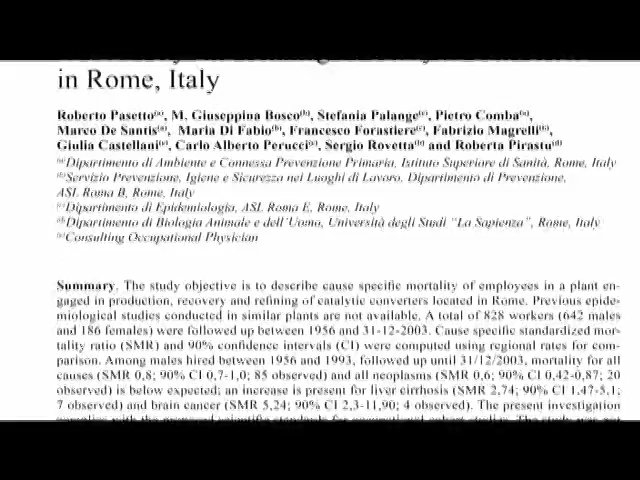 in Rome, Italy
Roberto Pasetto(a), M. Giuseppina Bosco(b), Stefania Palange(c), Pietro Comba(a),
Marco De Santis(a), Maria Di Fabio(b), Francesco Forastiere(c), Fabrizio Magrelli(b),
Giulia Castellani(c), Carlo Alberto Perucci(c), Sergio Rovetta(b) and Roberta Pirastu(d)
(a)Dipartimento di Ambiente e Connessa Prevenzione Primaria, Istituto Superiore di Sanità, Rome, Italy
(b)Servizio Prevenzione, Igiene e Sicurezza nei Luoghi di Lavoro, Dipartimento di Prevenzione,
ASL Roma B, Rome, Italy
(c)Dipartimento di Epidemiologia, ASL Roma E, Rome, Italy
(d)Dipartimento di Biologia Animale e dell'Uomo, Università degli Studi "La Sapienza", Rome, Italy
Consulting Occupational Physician
Summary. The study objective is to describe cause specific mortality of employees in a plant en-
gaged in production, recovery and refining of catalytic converters located in Rome. Previous epide-
miological studies conducted in similar plants are not available. A total of 828 workers (642 males
and 186 females) were followed up between 1956 and 31-12-2003. Cause specific standardized mor-
tality ratio (SMR) and 90% confidence intervals (CI) were computed using regional rates for com-
parison. Among males hired between 1956 and 1993, followed up until 31/12/2003, mortality for all
causes (SMR 0,8; 90% CI 0,7-1,0; 85 observed) and all neoplasms (SMR 0,6; 90% CI 0,42-0,87; 20
observed) is below expected; an increase is present for liver cirrhosis (SMR 2,74; 90% CI 1,47-5,1;
7 observed) and brain cancer (SMR 5,24; 90% CI 2,3-11,90; 4 observed). The present investigation